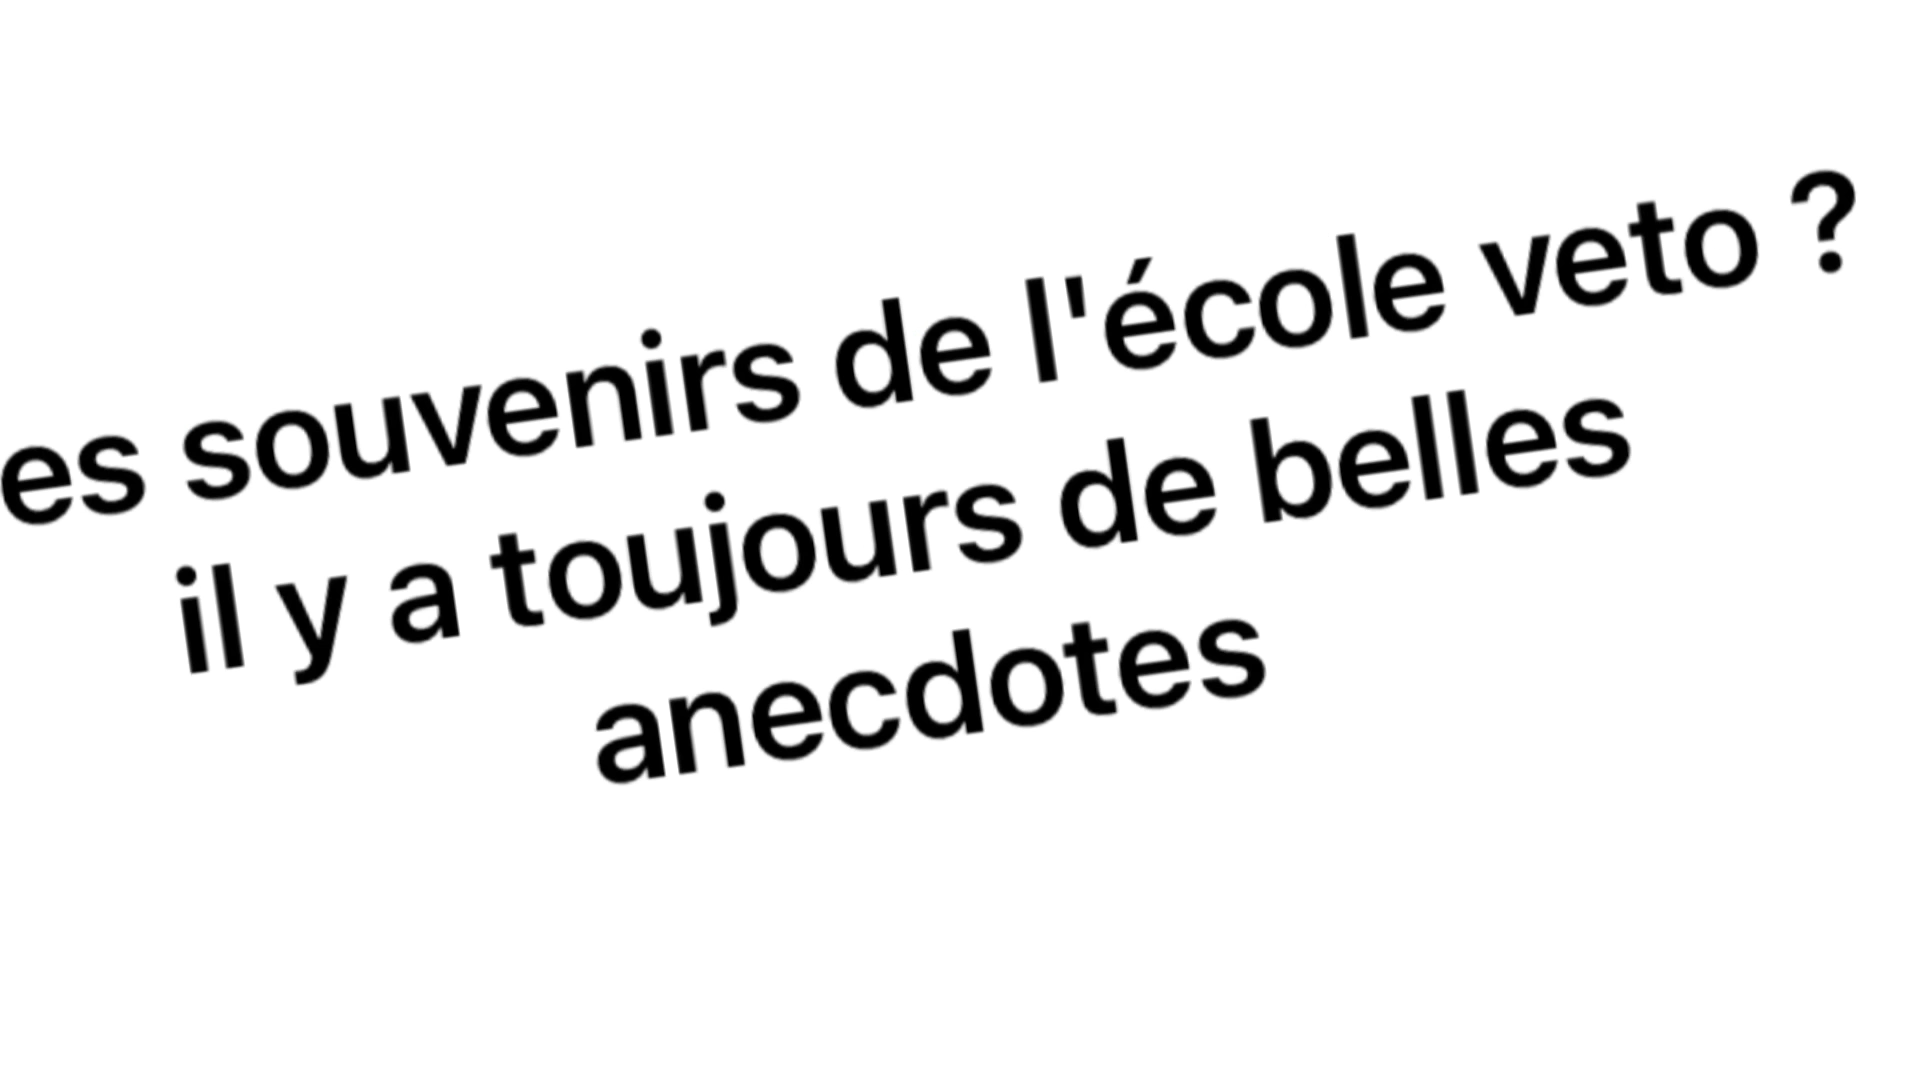 es souvenirs de l'école veto ?
il y a toujours de belles
anecdotes